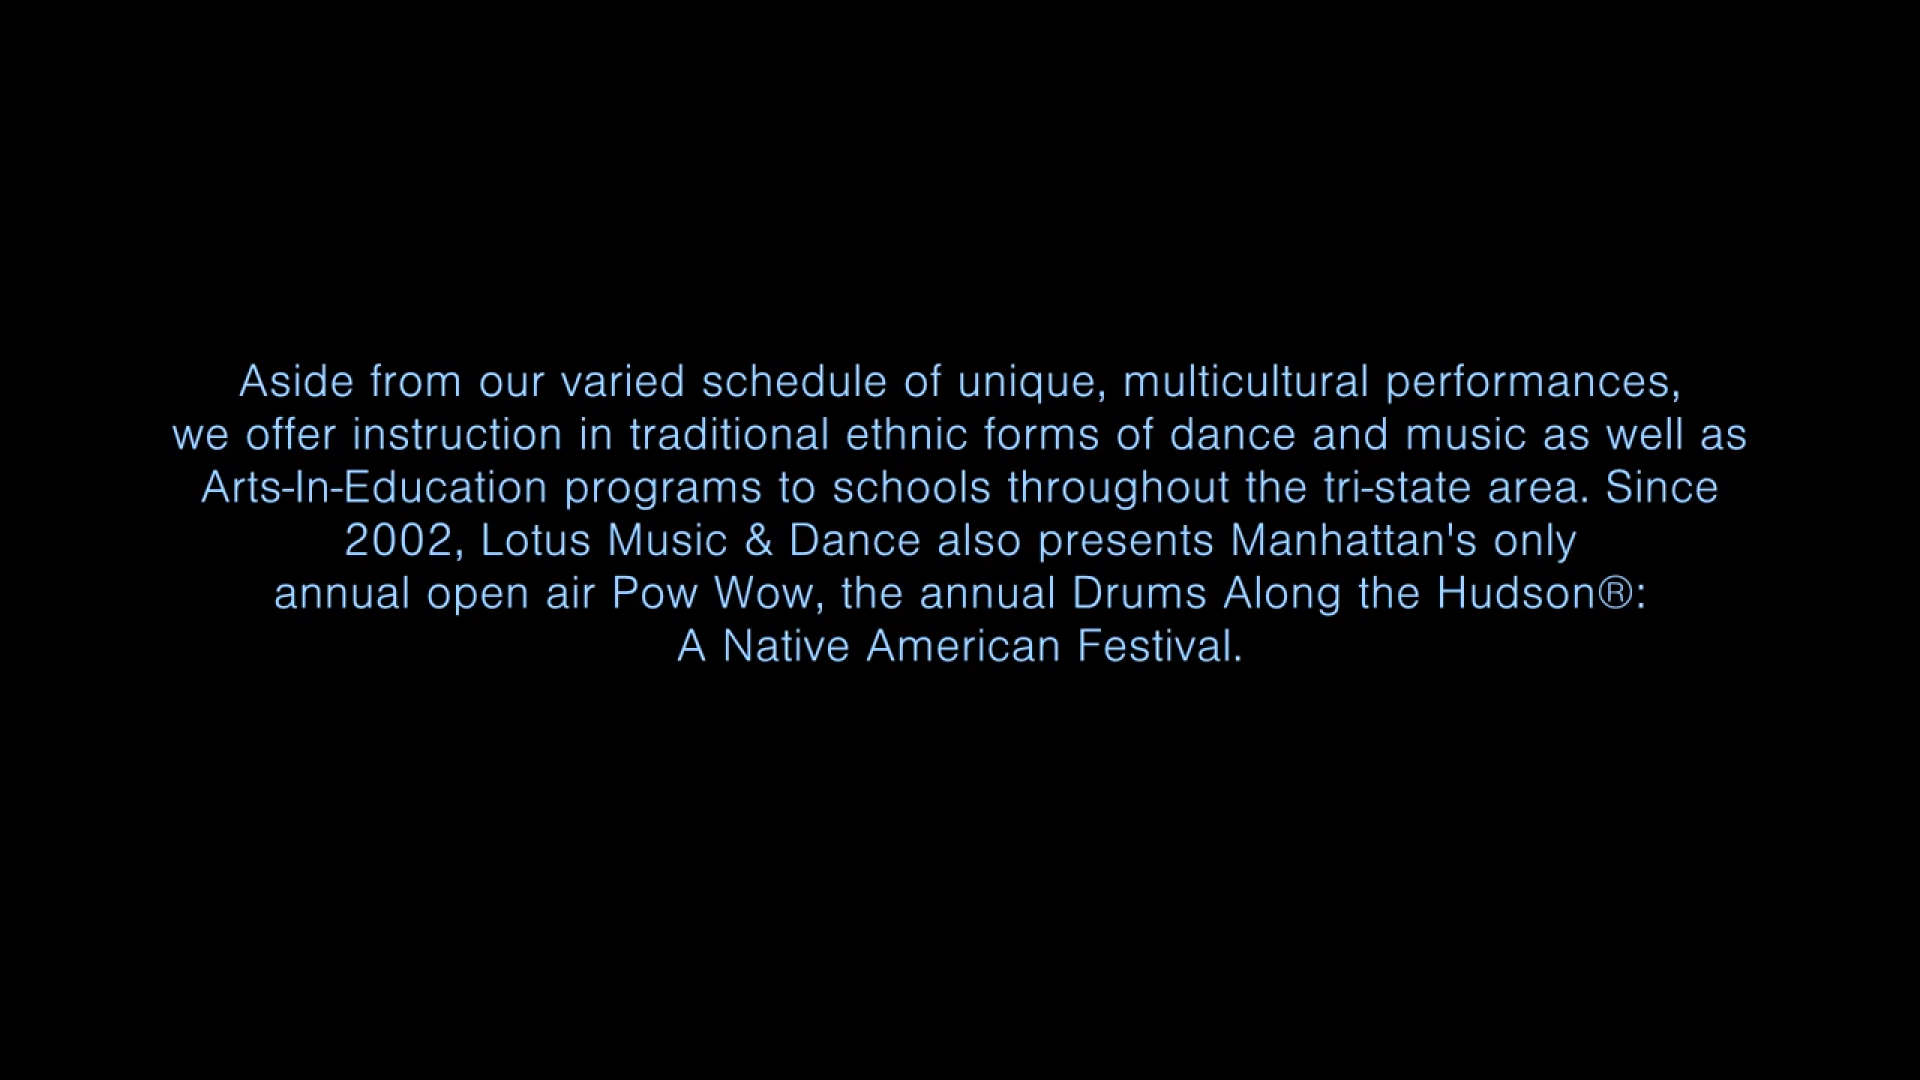 Aside from our varied schedule of unique, multicultural performances,
we offer instruction in traditional ethnic forms of dance and music as well as
Arts-In-Education programs to schools throughout the tri-state area. Since
2002, Lotus Music & Dance also presents Manhattan's only
annual open air Pow Wow, the annual Drums Along the Hudson®:
A Native American Festival.